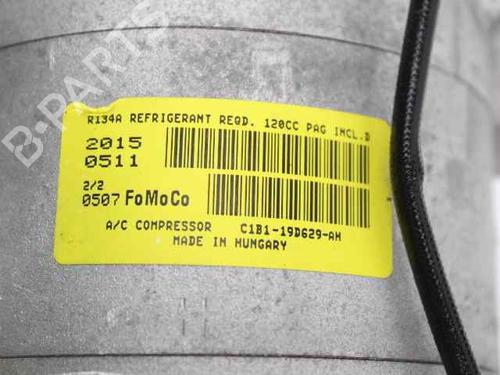 B-PARTS
R134A REFRIGERANT REQD. 120CC PAG INCL.D
2015
0511
2/2
0507 FoMoCo
A/C COMPRESSOR C1B1-19D629-AH
MADE IN HUNGARY